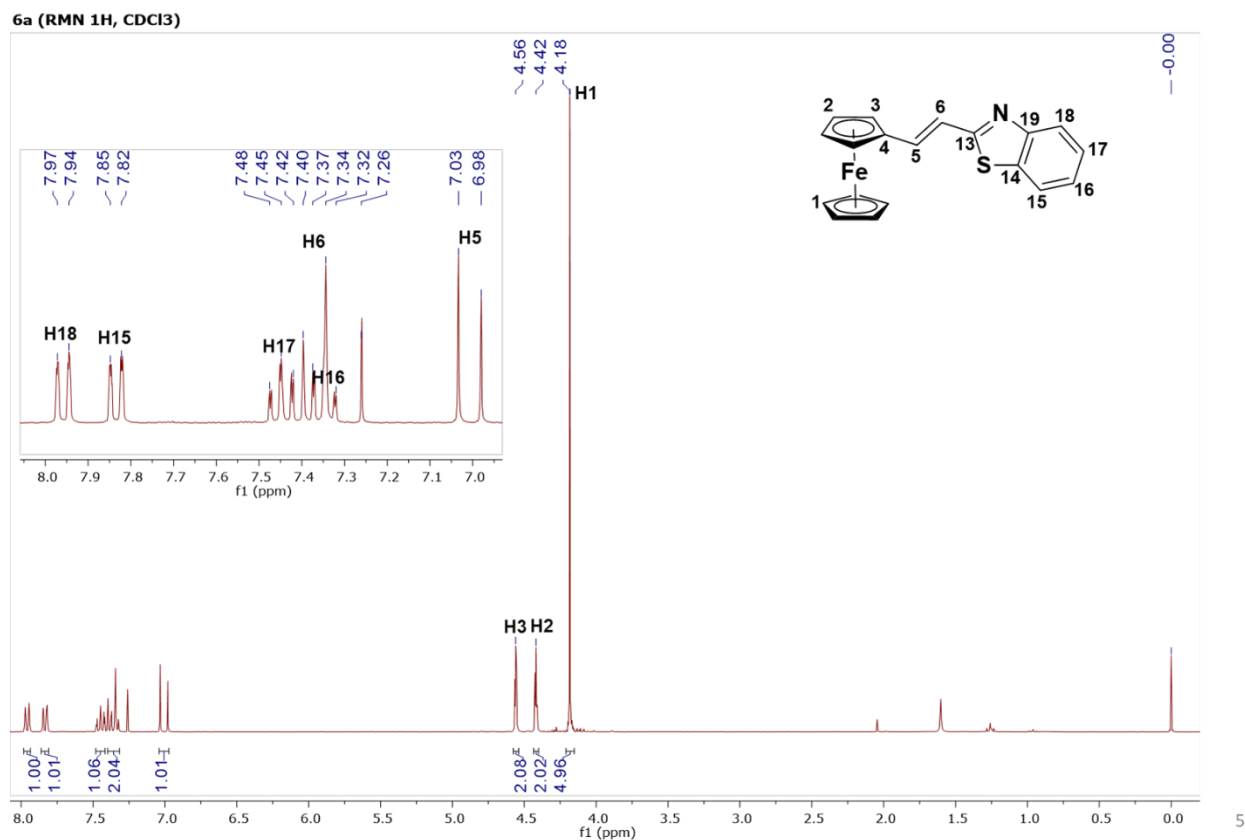 6a (RMN 1H, CDCl3)
4.56
4.42
4.18
-0.00
H1
7.97
7.94
7.85
7.82
7.48
7.45
7.42
7.40
7.37
7.34
7.32
7.26
7.03
6.98
H18
H15
H17
H6
H16
H5
8.0 7.9 7.8 7.7 7.6 7.5 7.4 7.3 7.2 7.1 7.0
f1 (ppm)
2 3 6 N 19 18
4 5 13 17
Fe S 14 16
1 15
H3 H2
1.00
1.01
1.06
2.04
1.01
2.08
2.02
4.96
8.0 7.5 7.0 6.5 6.0 5.5 5.0 4.5 4.0 3.5 3.0 2.5 2.0 1.5 1.0 0.5 0.0
f1 (ppm)
5